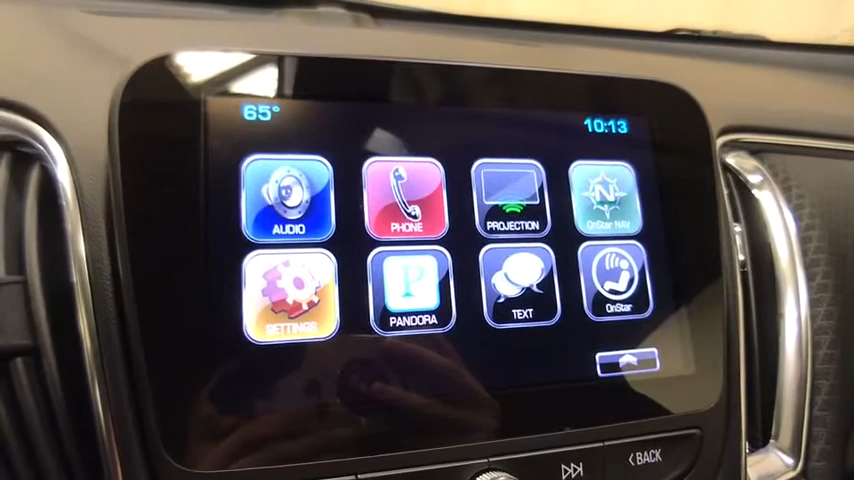 65°
10:13
AUDIO
PHONE
PROJECTION
N
OnStar NAV
SETTINGS
P
PANDORA
TEXT
OnStar
BACK